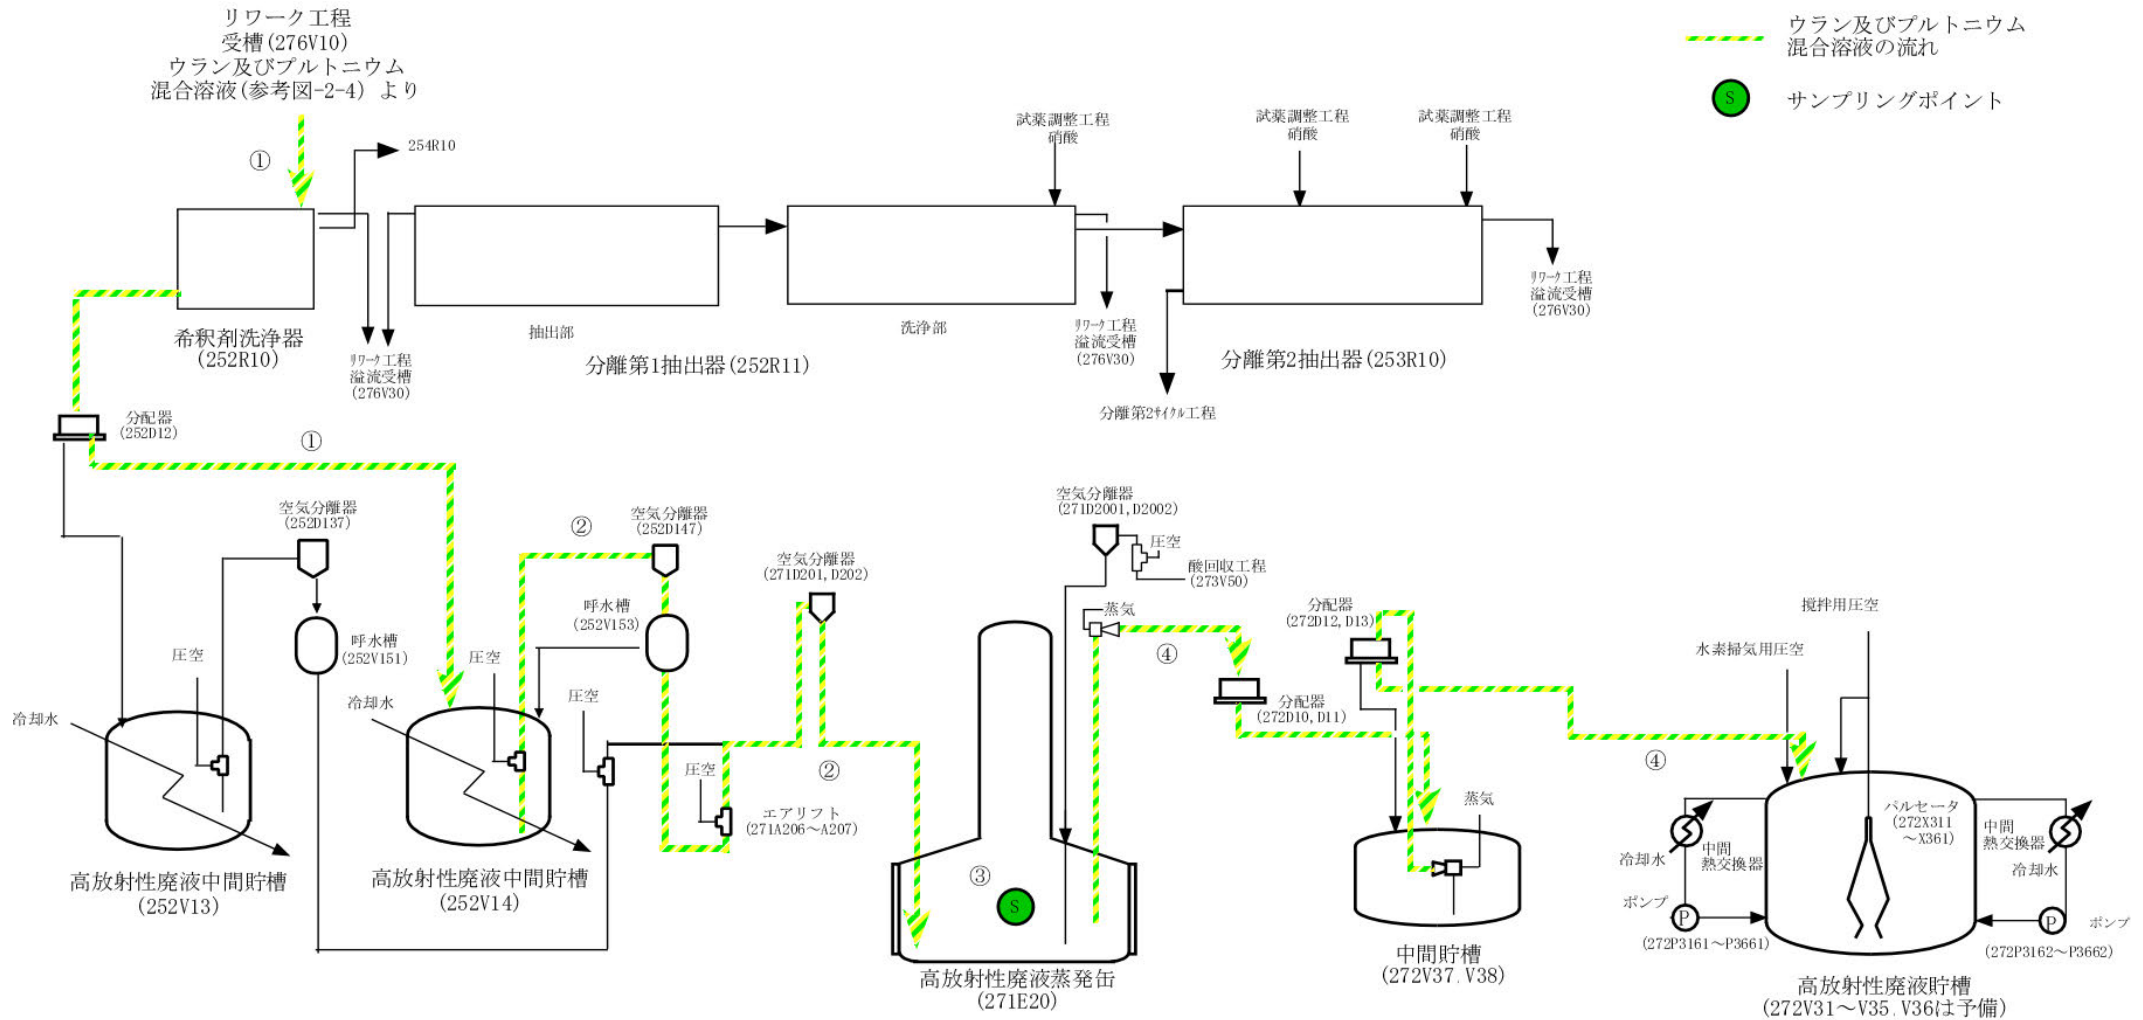 リワーク工程
受槽(276V10)
ウラン及びプルトニウム
混合溶液(参考図-2-4) より
ウラン及びプルトニウム
混合溶液の流れ
S
サンプリングポイント
①
254R10
試薬調整工程
硝酸
試薬調整工程
硝酸
試薬調整工程
硝酸
希釈剤洗浄器
(252R10)
ﾘﾜｰｸ工程
溢流受槽
(276V30)
抽出部
分離第1抽出器(252R11)
洗浄部
ﾘﾜｰｸ工程
溢流受槽
(276V30)
分離第2抽出器(253R10)
ﾘﾜｰｸ工程
溢流受槽
(276V30)
分離第2ｻｲｸﾙ工程
分配器
(252D12)
①
空気分離器
(252D137)
②
空気分離器
(252D147)
空気分離器
(271D201,D202)
空気分離器
(271D2001,D2002)
圧空
酸回収工程
(273V50)
呼水槽
(252V151)
呼水槽
(252V153)
圧空
圧空
圧空
圧空
冷却水
冷却水
エアリフト
(271A206～A207)
②
蒸気
④
分配器
(272D10,D11)
分配器
(272D12,D13)
撹拌用圧空
水素掃気用圧空
④
蒸気
高放射性廃液中間貯槽
(252V13)
高放射性廃液中間貯槽
(252V14)
③
S
高放射性廃液蒸発缶
(271E20)
中間貯槽
(272V37,V38)
パルセータ
(272X311
～X361)
中間
熱交換器
冷却水
ポンプ
P
(272P3161～P3661)
中間
熱交換器
冷却水
P
ポンプ
(272P3162～P3662)
高放射性廃液貯槽
(272V31～V35,V36は予備)